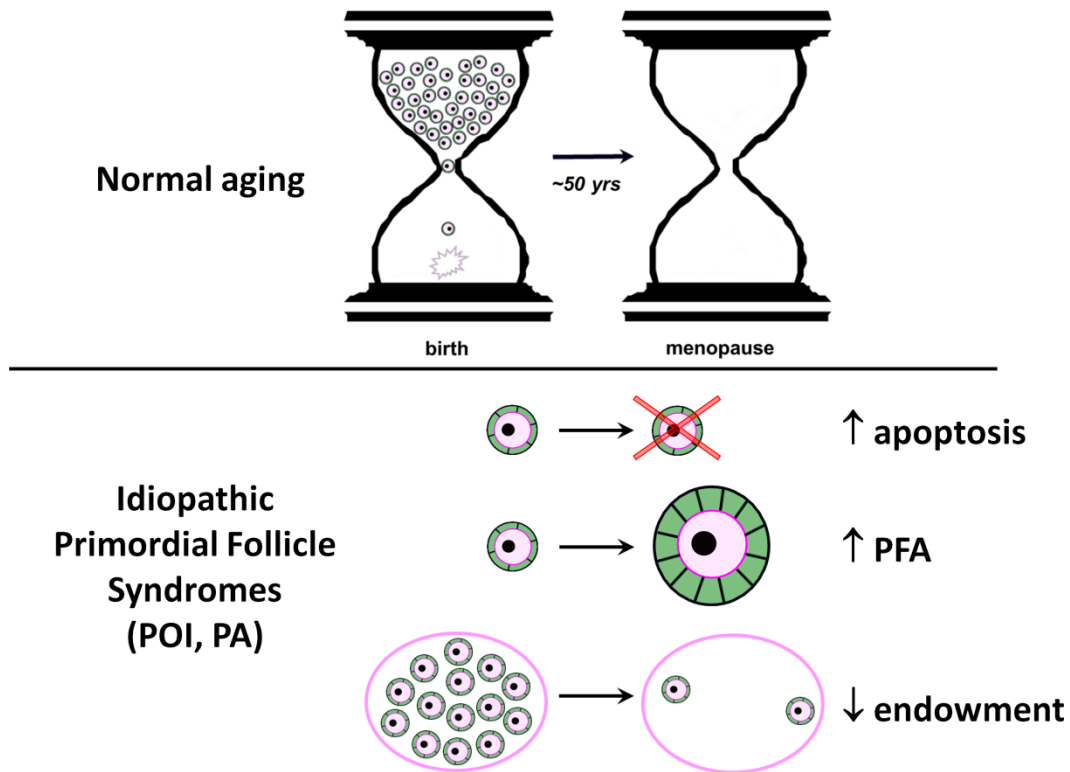 Normal aging
~50 yrs
birth
menopause
↑ apoptosis
Idiopathic
Primordial Follicle
Syndromes
(POI, PA)
↑ PFA
↓ endowment